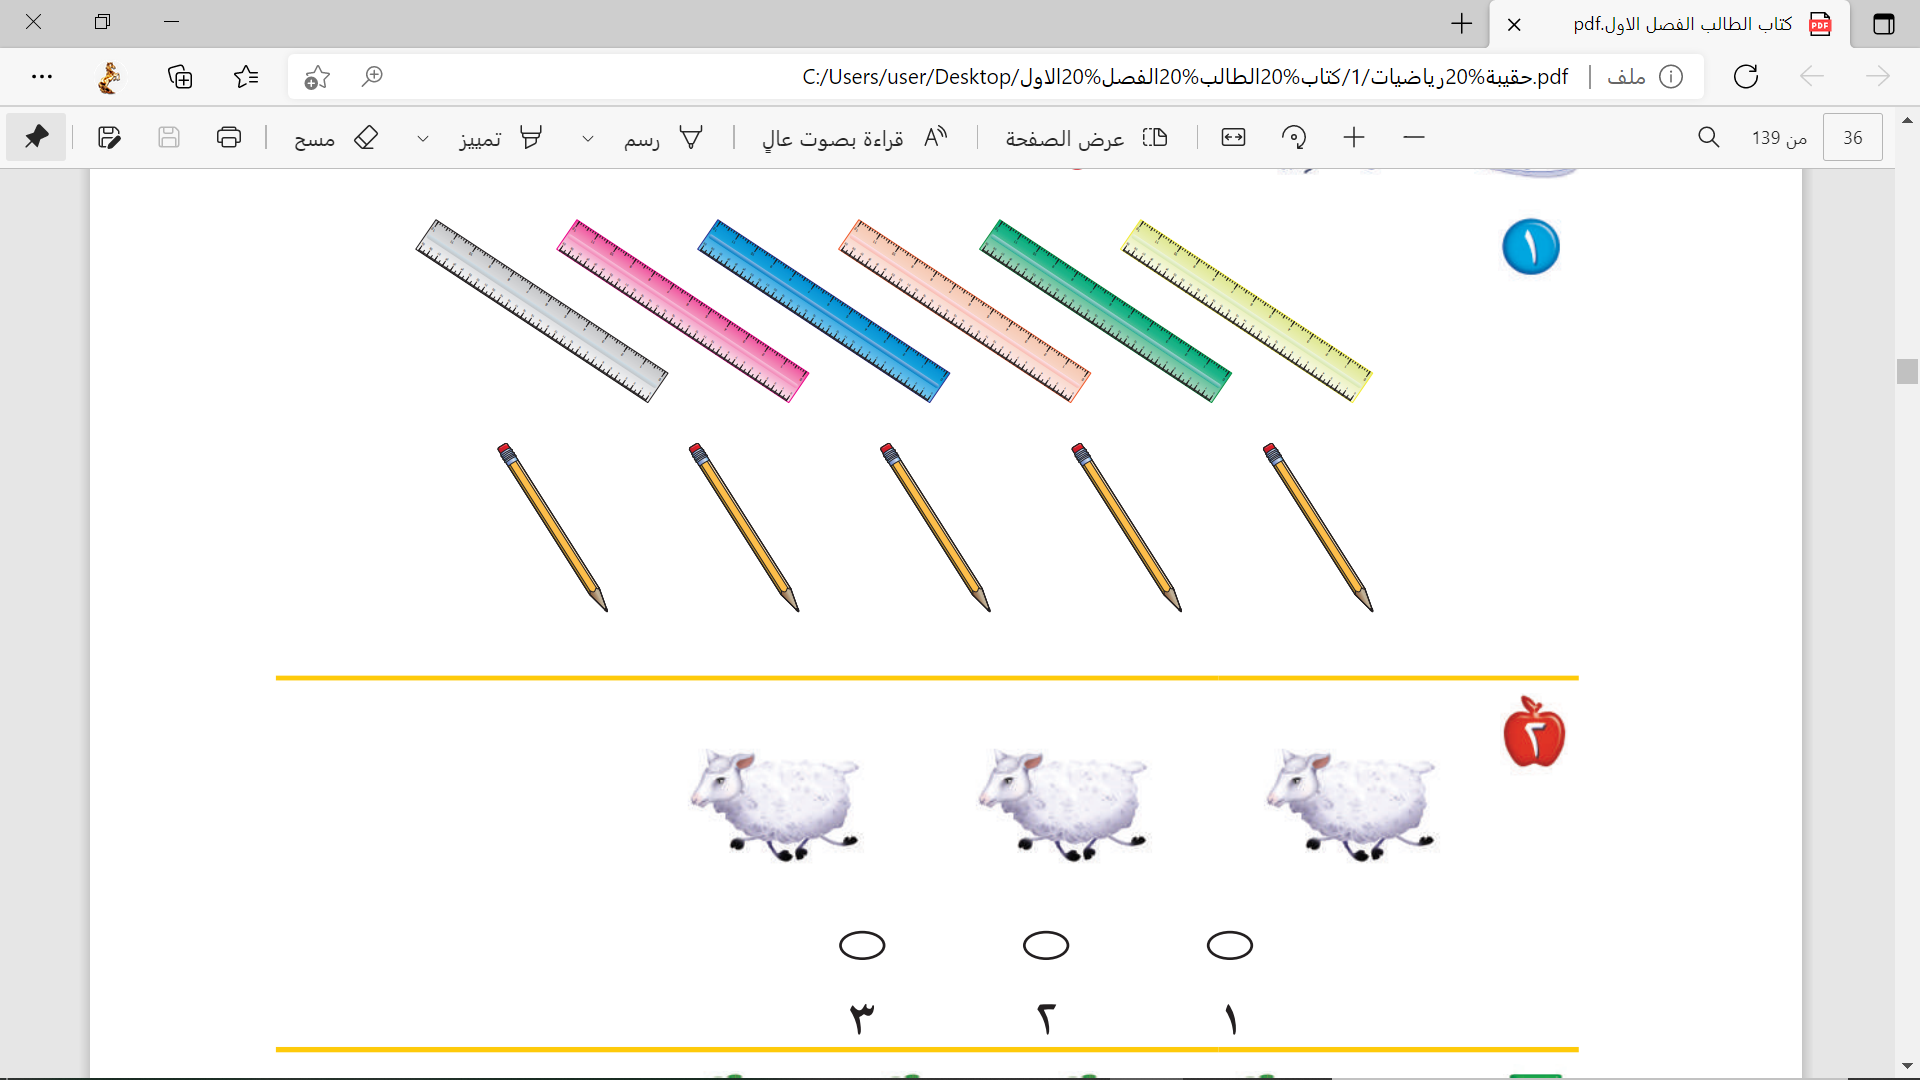 كتاب الطالب الفصل الاول.pdf
PDF
ملف
C:/Users/user/Desktop/حقيبة%20رياضيات/1/كتاب%20الطالب%20الفصل%20الاول.pdf
36
من 139
عرض الصفحة
قراءة بصوت عالٍ
رسم
تمييز
مسح
١
٢
١ ٢ ٣